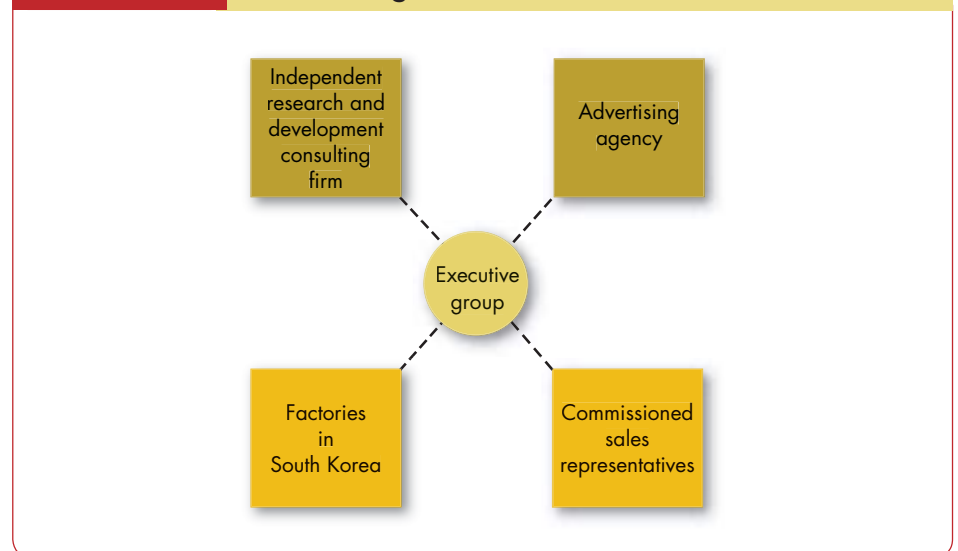 Independent
research and
development
consulting
firm
Advertising
agency
Executive
group
Factories
in
South Korea
Commissioned
sales
representatives